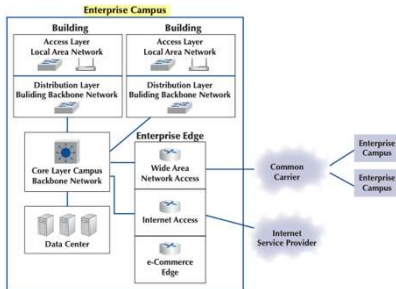 Enterprise Campus
Building
Access Layer
Local Area Network
Distribution Layer
Buliding Backbone Network
Building
Access Layer
Local Area Network
Distribution Layer
Buliding Backbone Network
Core Layer Campus
Backbone Network
Data Center
Enterprise Edge
Wide Area
Network Access
Internet Access
e-Commerce
Edge
Common
Carrier
Internet
Service Provider
Enterprise
Campus
Enterprise
Campus